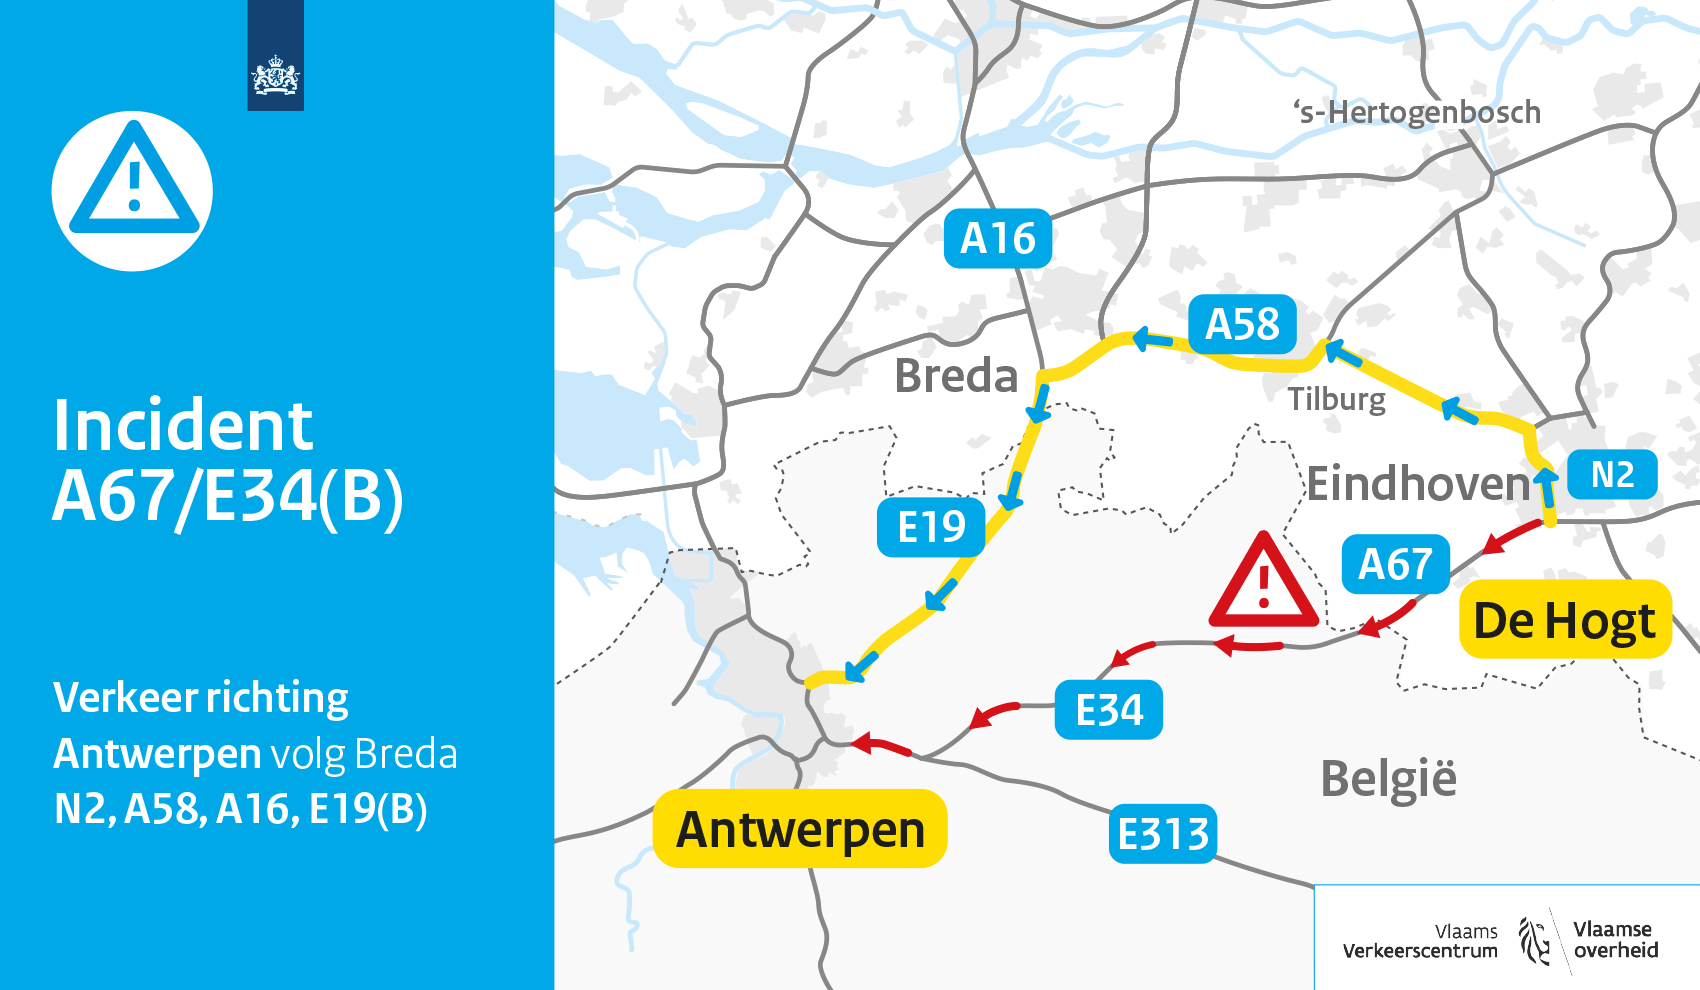 Incident
A67/E34(B)
Verkeer richting
Antwerpen volg Breda
N2, A58, A16, E19(B)
‘s-Hertogenbosch
A16
A58
Breda
Tilburg
Eindhoven
N2
E19
A67
De Hogt
E34
België
Antwerpen
E313
Vlaams
Verkeerscentrum
Vlaamse
overheid